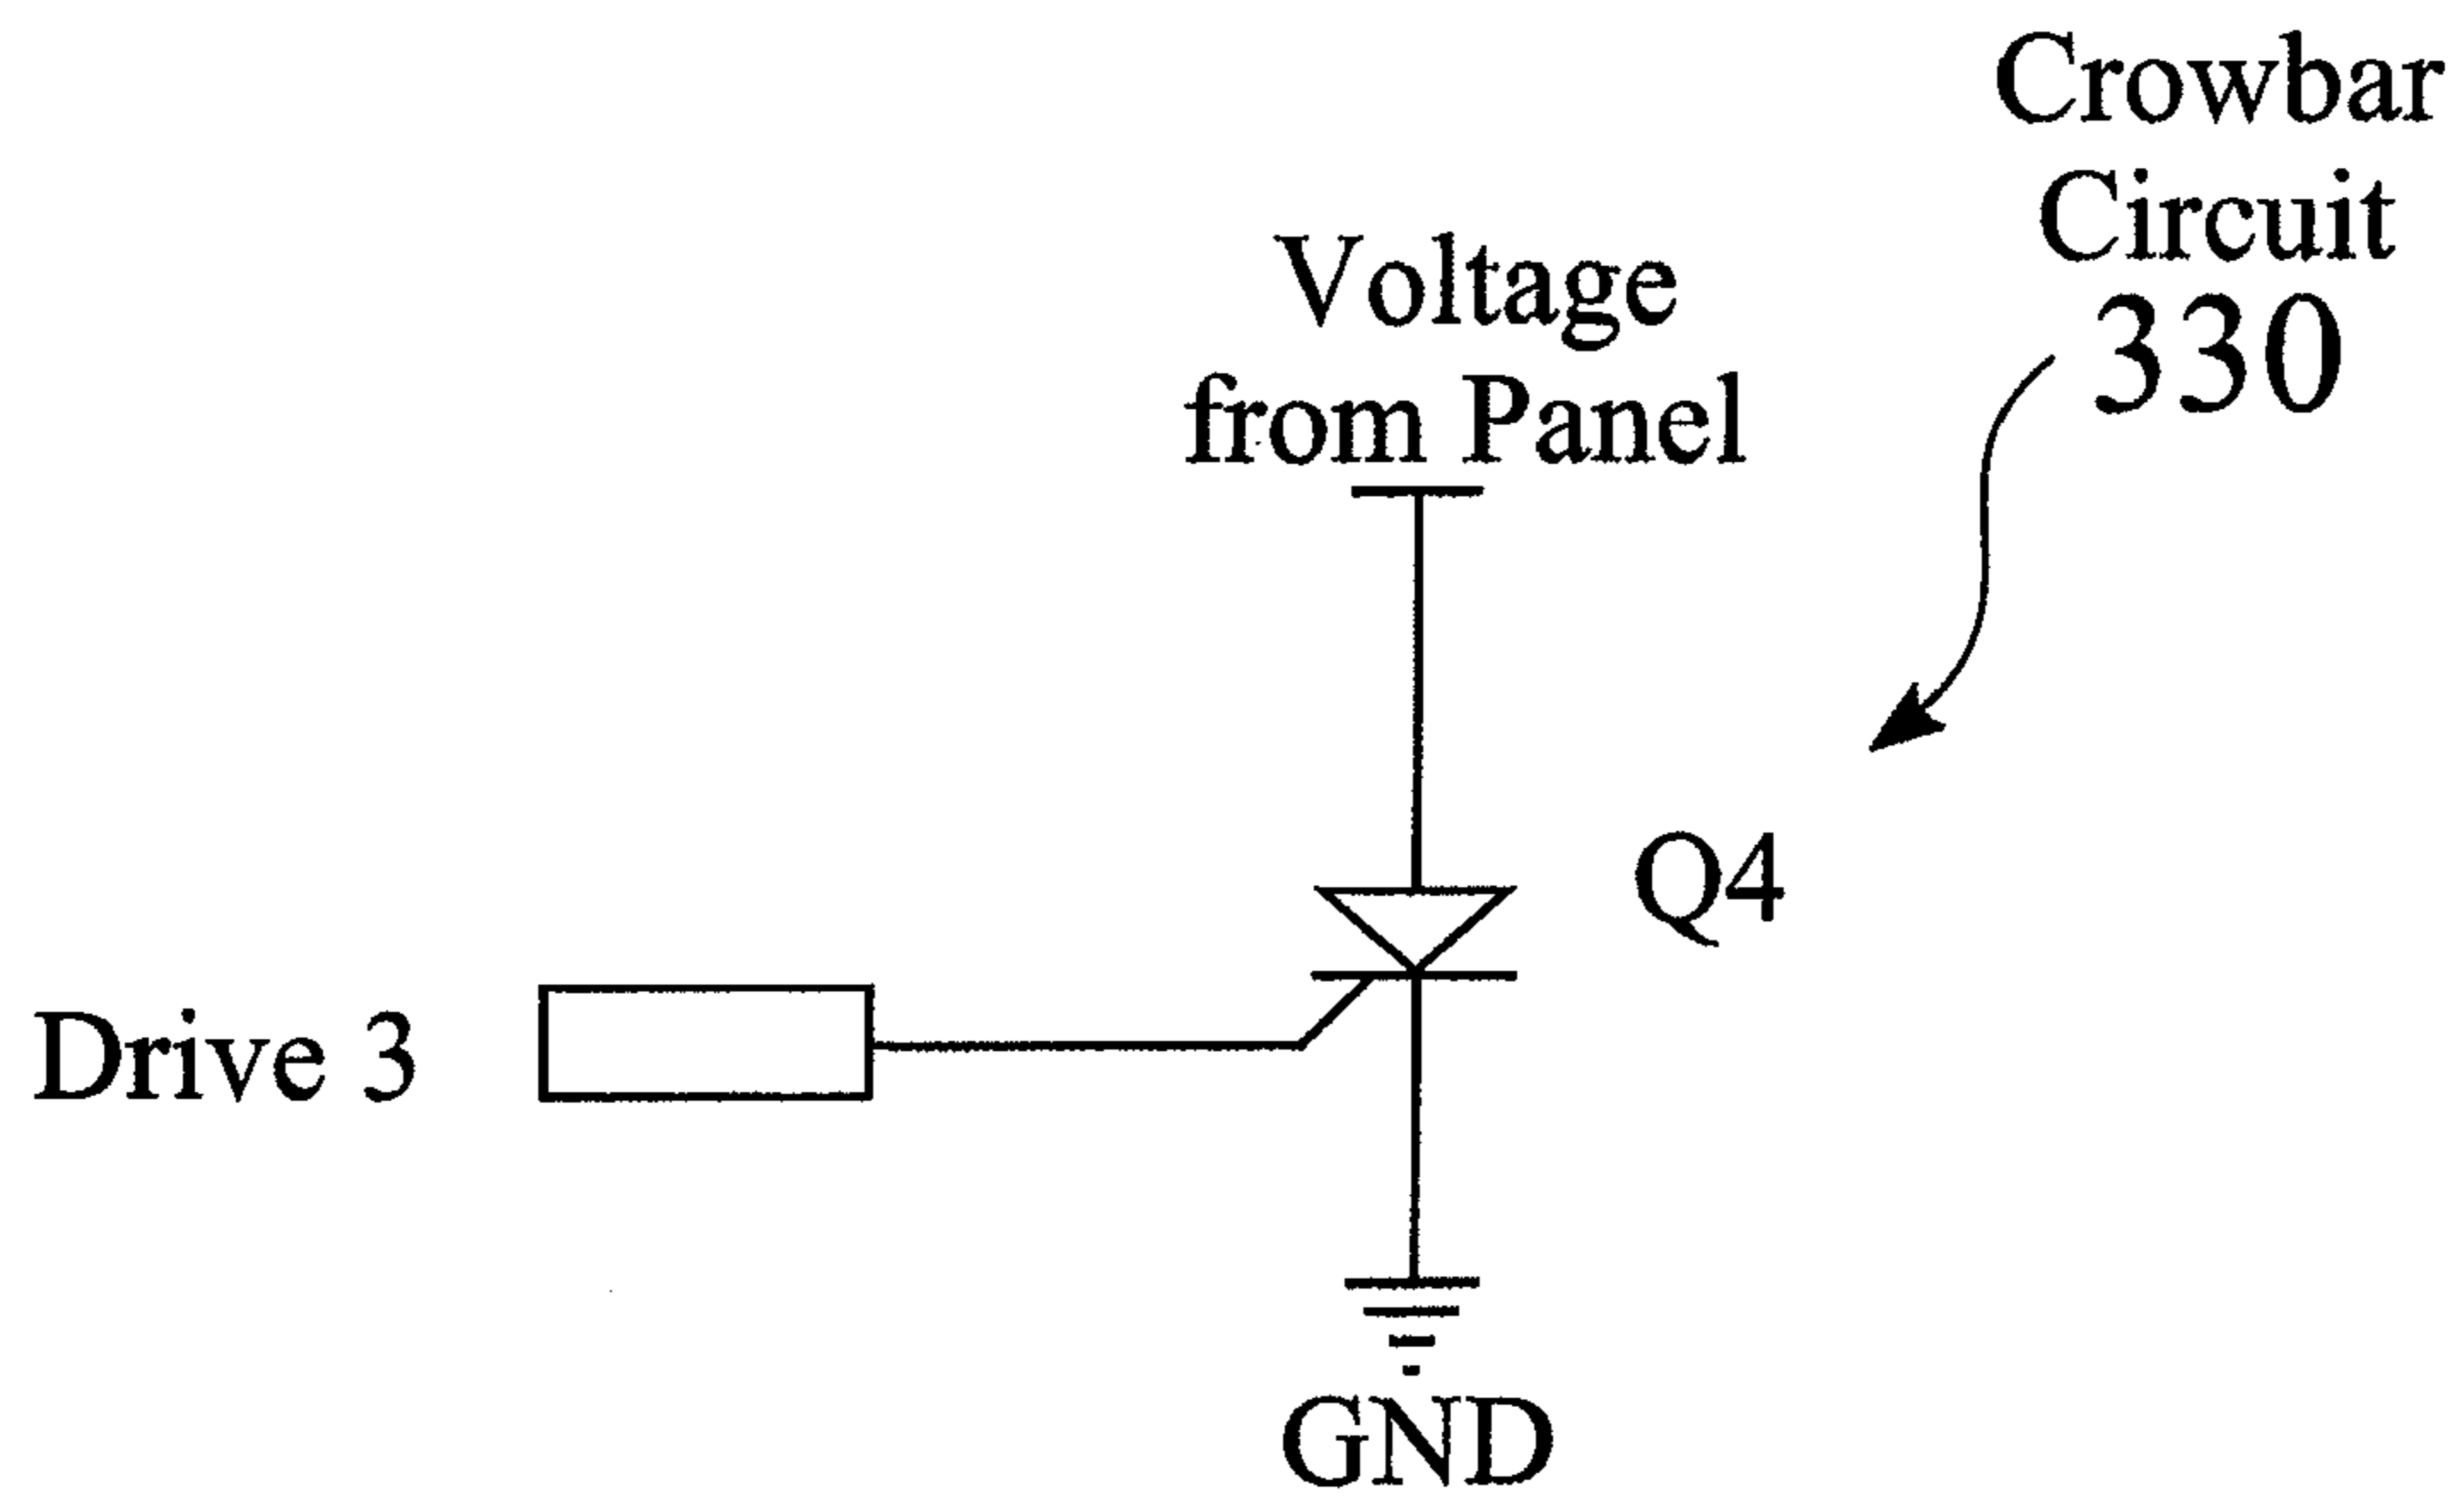 Crowbar
Circuit
330
Voltage
from Panel
Q4
Drive 3
GND